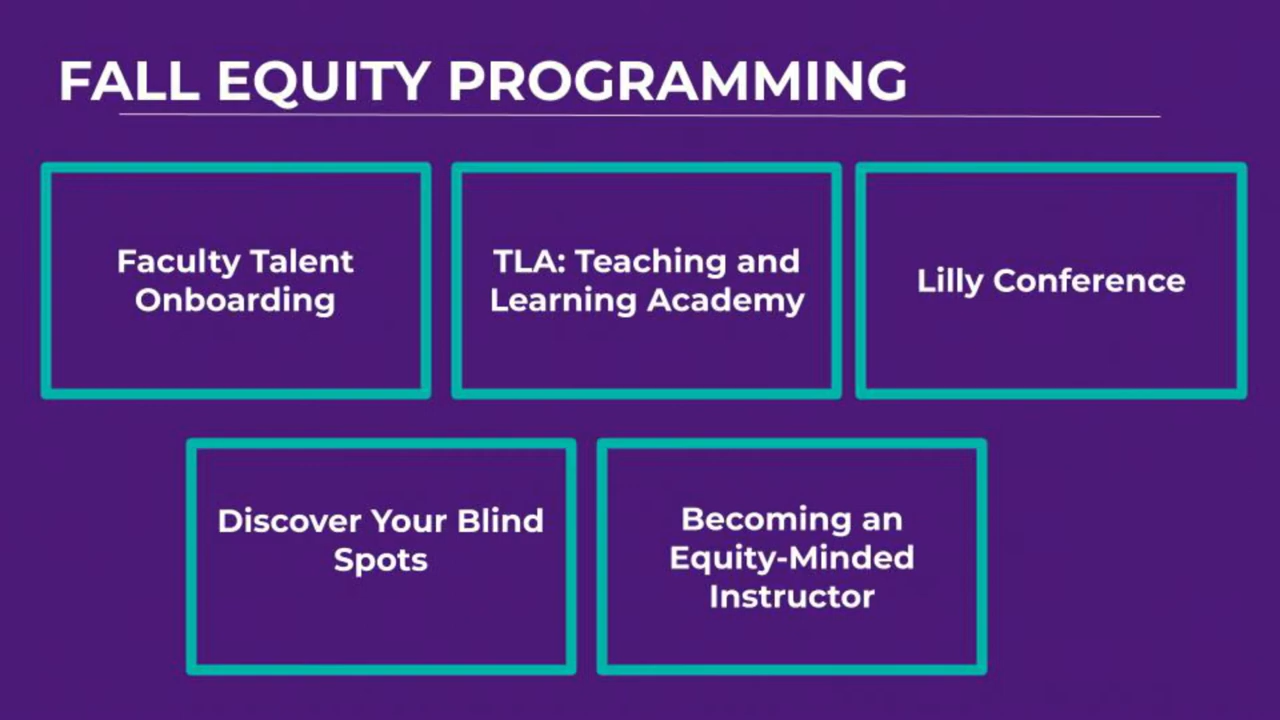 FALL EQUITY PROGRAMMING
Faculty Talent
Onboarding
TLA: Teaching and
Learning Academy
Lilly Conference
Discover Your Blind
Spots
Becoming an
Equity-Minded
Instructor